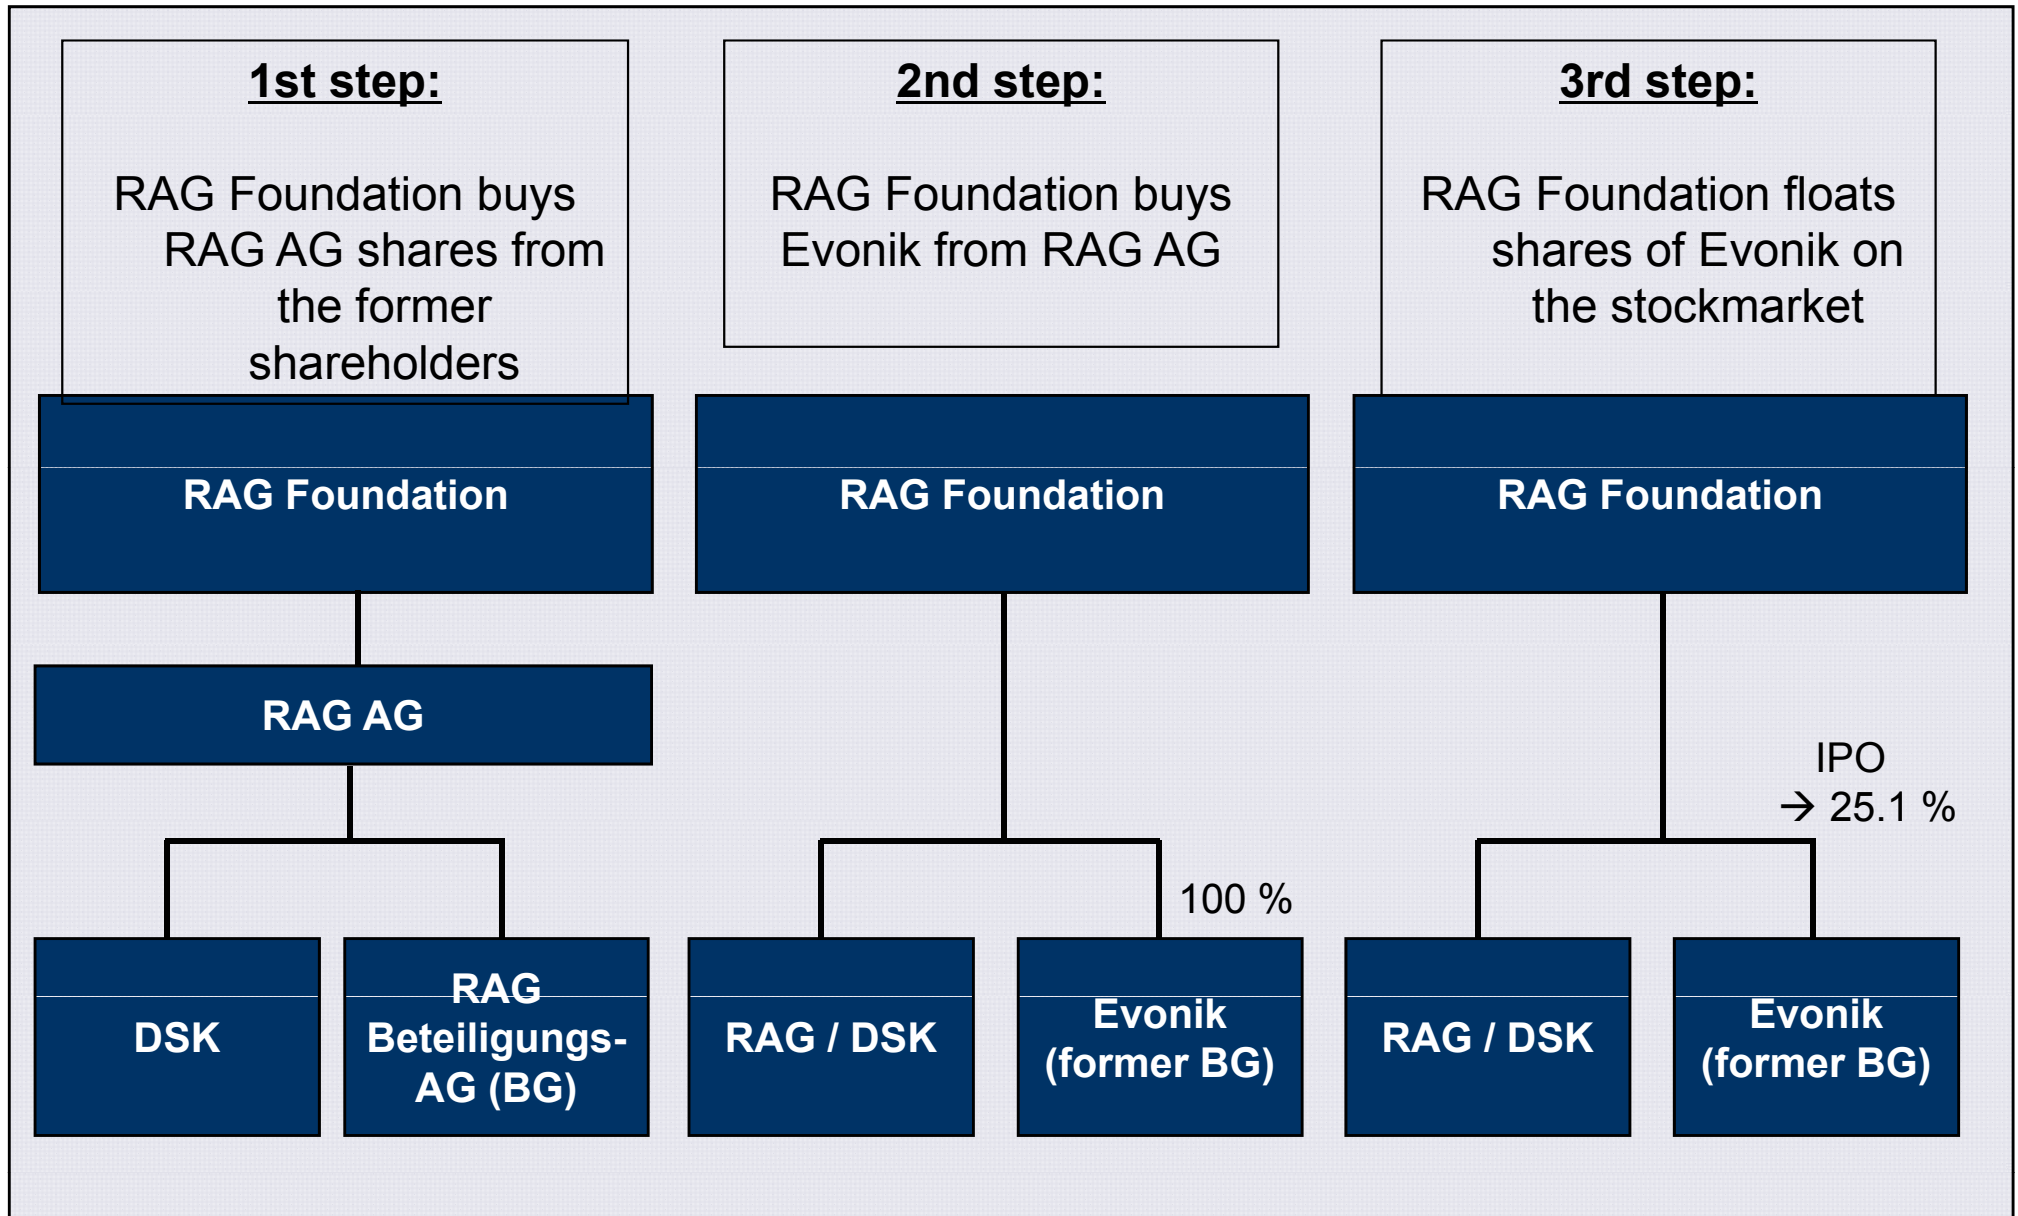 1st step:
RAG Foundation buys
RAG AG shares from
the former
shareholders
2nd step:
RAG Foundation buys
Evonik from RAG AG
3rd step:
RAG Foundation floats
shares of Evonik on
the stockmarket
RAG Foundation
RAG Foundation
RAG Foundation
RAG AG
IPO
→ 25.1 %
100 %
DSK
RAG
Beteiligungs-
AG (BG)
RAG / DSK
Evonik
(former BG)
RAG / DSK
Evonik
(former BG)